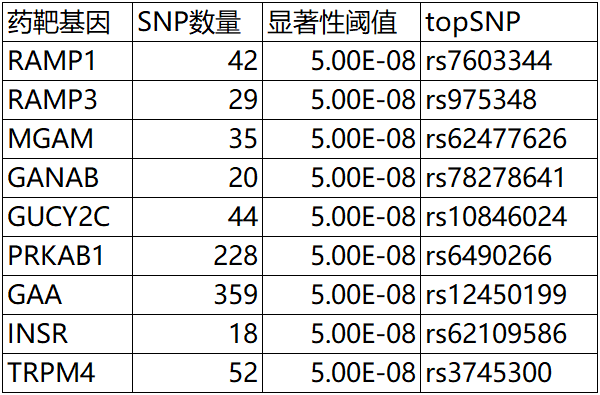 药靶基因 SNP数量 显著性阈值 topSNP
RAMP1 42 5.00E-08 rs7603344
RAMP3 29 5.00E-08 rs975348
MGAM 35 5.00E-08 rs62477626
GANAB 20 5.00E-08 rs78278641
GUCY2C 44 5.00E-08 rs10846024
PRKAB1 228 5.00E-08 rs6490266
GAA 359 5.00E-08 rs12450199
INSR 18 5.00E-08 rs62109586
TRPM4 52 5.00E-08 rs3745300